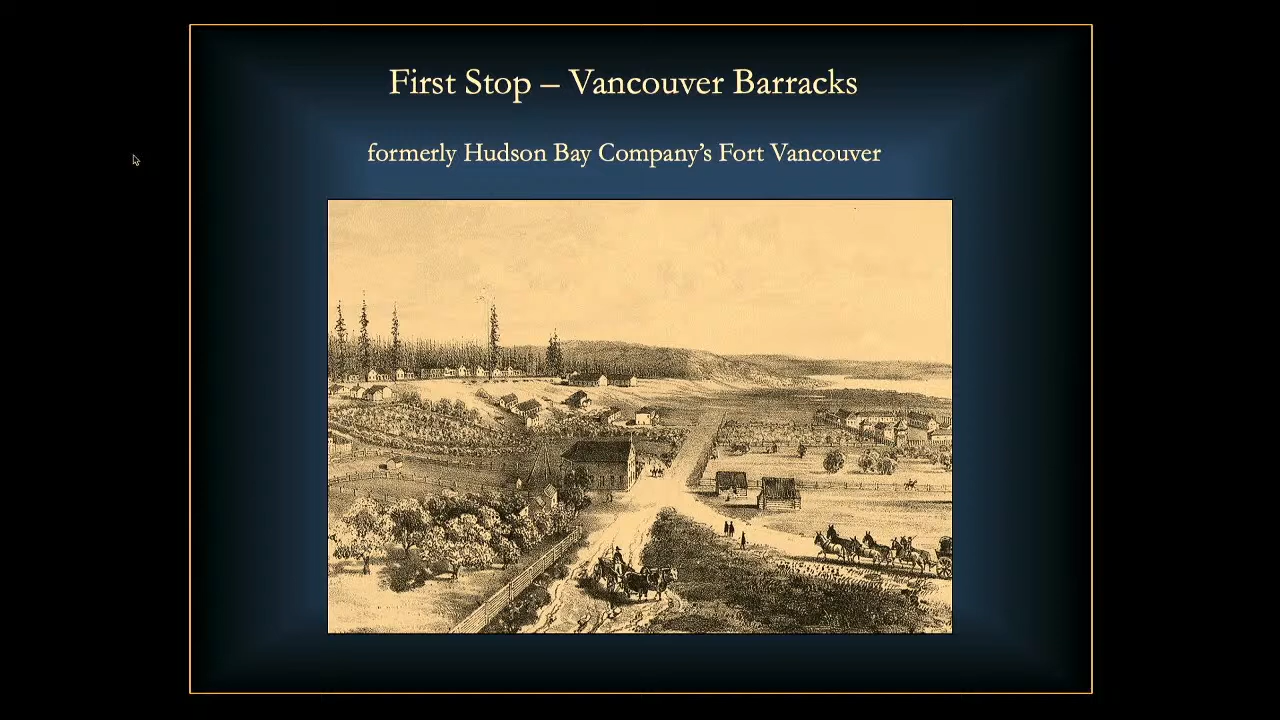 First Stop – Vancouver Barracks
formerly Hudson Bay Company’s Fort Vancouver